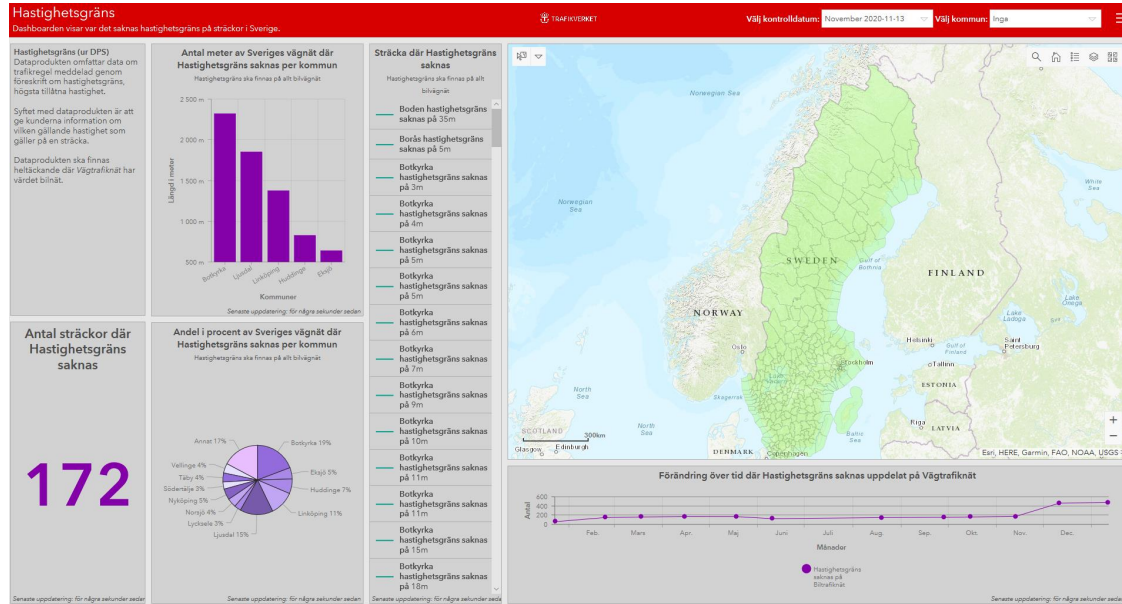 Hastighetsgräns
Dashboarden visar var det saknas hastighetsgräns på sträckor i Sverige.
TRAFIKVERKET
Välj kontrolldatum:
November 2020-11-13
Välj kommun:
Inge
Hastighetsgräns (ur DPS)
Dataprodukten omfattar data om
trafikregel meddelad genom
föreskrift om hastighetsgräns,
högsta tillåtna hastighet.
Syftet med dataprodukten är att
ge kunderna information om
vilken gällande hastighet som
gäller på en sträcka.
Dataprodukten ska finnas
heltäckande där Vägtrafiknät har
värdet bilnät.
Antal meter av Sveriges vägnät där
Hastighetsgräns saknas per kommun
Hastighetsgräns ska finnas på allt bilvägnät
Längd i meter
2 500 m
2 000 m
1 500 m
1 000 m
500 m
Botkyrka
Ljusdal
Linköping
Huddinge
Eksjö
Kommuner
Senaste uppdatering: för några sekunder sedan
Sträcka där Hastighetsgräns
saknas
Hastighetsgräns ska finnas på allt
bilvägnät
Boden hastighetsgräns
saknas på 35m
Borås hastighetsgräns
saknas på 5m
Botkyrka
hastighetsgräns saknas
på 3m
Botkyrka
hastighetsgräns saknas
på 4m
Botkyrka
hastighetsgräns saknas
på 5m
Botkyrka
hastighetsgräns saknas
på 5m
Botkyrka
hastighetsgräns saknas
på 6m
Botkyrka
hastighetsgräns saknas
på 7m
Botkyrka
hastighetsgräns saknas
på 9m
Botkyrka
hastighetsgräns saknas
på 10m
Botkyrka
hastighetsgräns saknas
på 11m
Botkyrka
hastighetsgräns saknas
på 11m
Botkyrka
hastighetsgräns saknas
på 15m
Botkyrka
hastighetsgräns saknas
på 18m
Senaste uppdatering: för några sekunder seda
Antal sträckor där
Hastighetsgräns
saknas
172
Senaste uppdatering: för några sekunder sedan
Andel i procent av Sveriges vägnät där
Hastighetsgräns saknas per kommun
Hastighetsgräns ska finnas på allt bilvägnät
Annat 17%
Botkyrka 19%
Eksjö 5%
Huddinge 7%
Linköping 11%
Ljusdal 15%
Lycksele 3%
Norsjö 4%
Nyköping 5%
Södertälje 3%
Täby 4%
Vellinge 4%
Senaste uppdatering: för några sekunder sedan
Norwegian Sea
Norwegian
Sea
White
Sea
SWEDEN
Gulf of
Bothnia
FINLAND
NORWAY
Lake
Onega
Lake
Ladoga
Oslo
Helsinki
Gulf of
Finland
Saint
Petersburg
Stockholm
Tallinn
ESTONIA
North
Sea
Skagerrak
Riga
LATVIA
Baltic
Sea
North
Sea
SCOTLAND
300km
Glasgow
Edinburgh
DENMARK
Copenhagen
+
−
Esri, HERE, Garmin, FAO, NOAA, USGS
Förändring över tid där Hastighetsgräns saknas uppdelat på Vägtrafiknät
Antal
600
400
200
0
Feb.
Mars
Apr.
Maj
Juni
Juli
Aug.
Sep.
Okt.
Nov.
Dec.
Månader
Hastighetsgräns
saknas på
Biltrafiknät
Senaste uppdatering: för några sekunder sedan